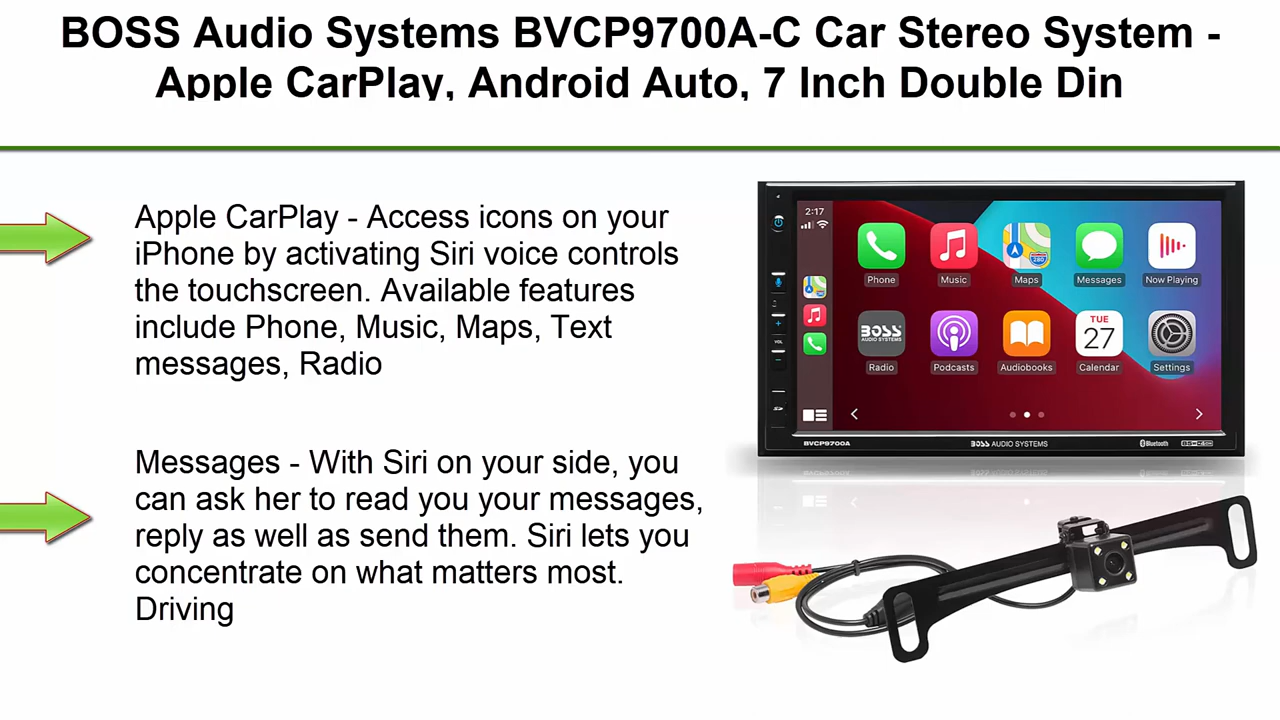 BOSS Audio Systems BVCP9700A-C Car Stereo System -
Apple CarPlay, Android Auto, 7 Inch Double Din
Apple CarPlay - Access icons on your
iPhone by activating Siri voice controls
the touchscreen. Available features
include Phone, Music, Maps, Text
messages, Radio
Messages - With Siri on your side, you
can ask her to read you your messages,
reply as well as send them. Siri lets you
concentrate on what matters most.
Driving
2:17
280
Phone Music Maps Messages Now Playing
BOSS
AUDIO SYSTEMS
TUE
27
Radio Podcasts Audiobooks Calendar Settings
VOL
BVCP9700A
BOSS AUDIO SYSTEMS
Bluetooth